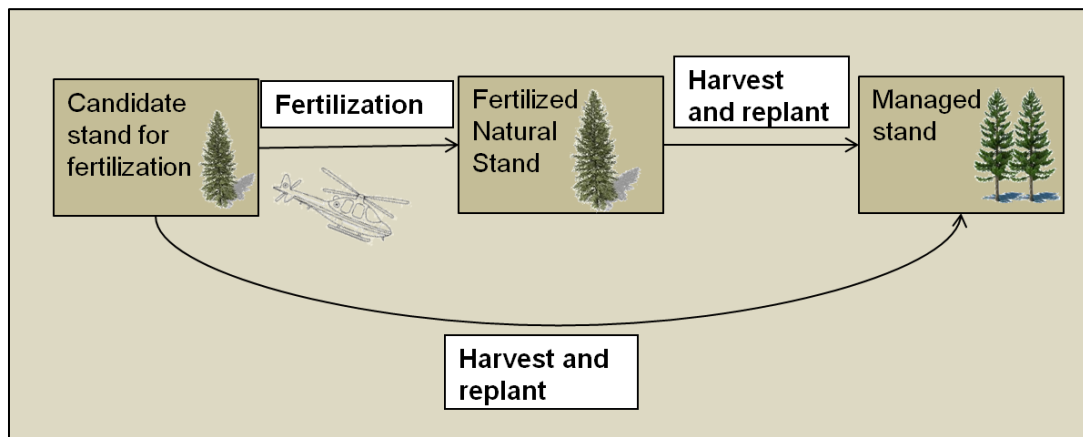 Candidate
stand for
fertilization
Fertilization
Fertilized
Natural
Stand
Harvest
and replant
Managed
stand
Harvest and
replant